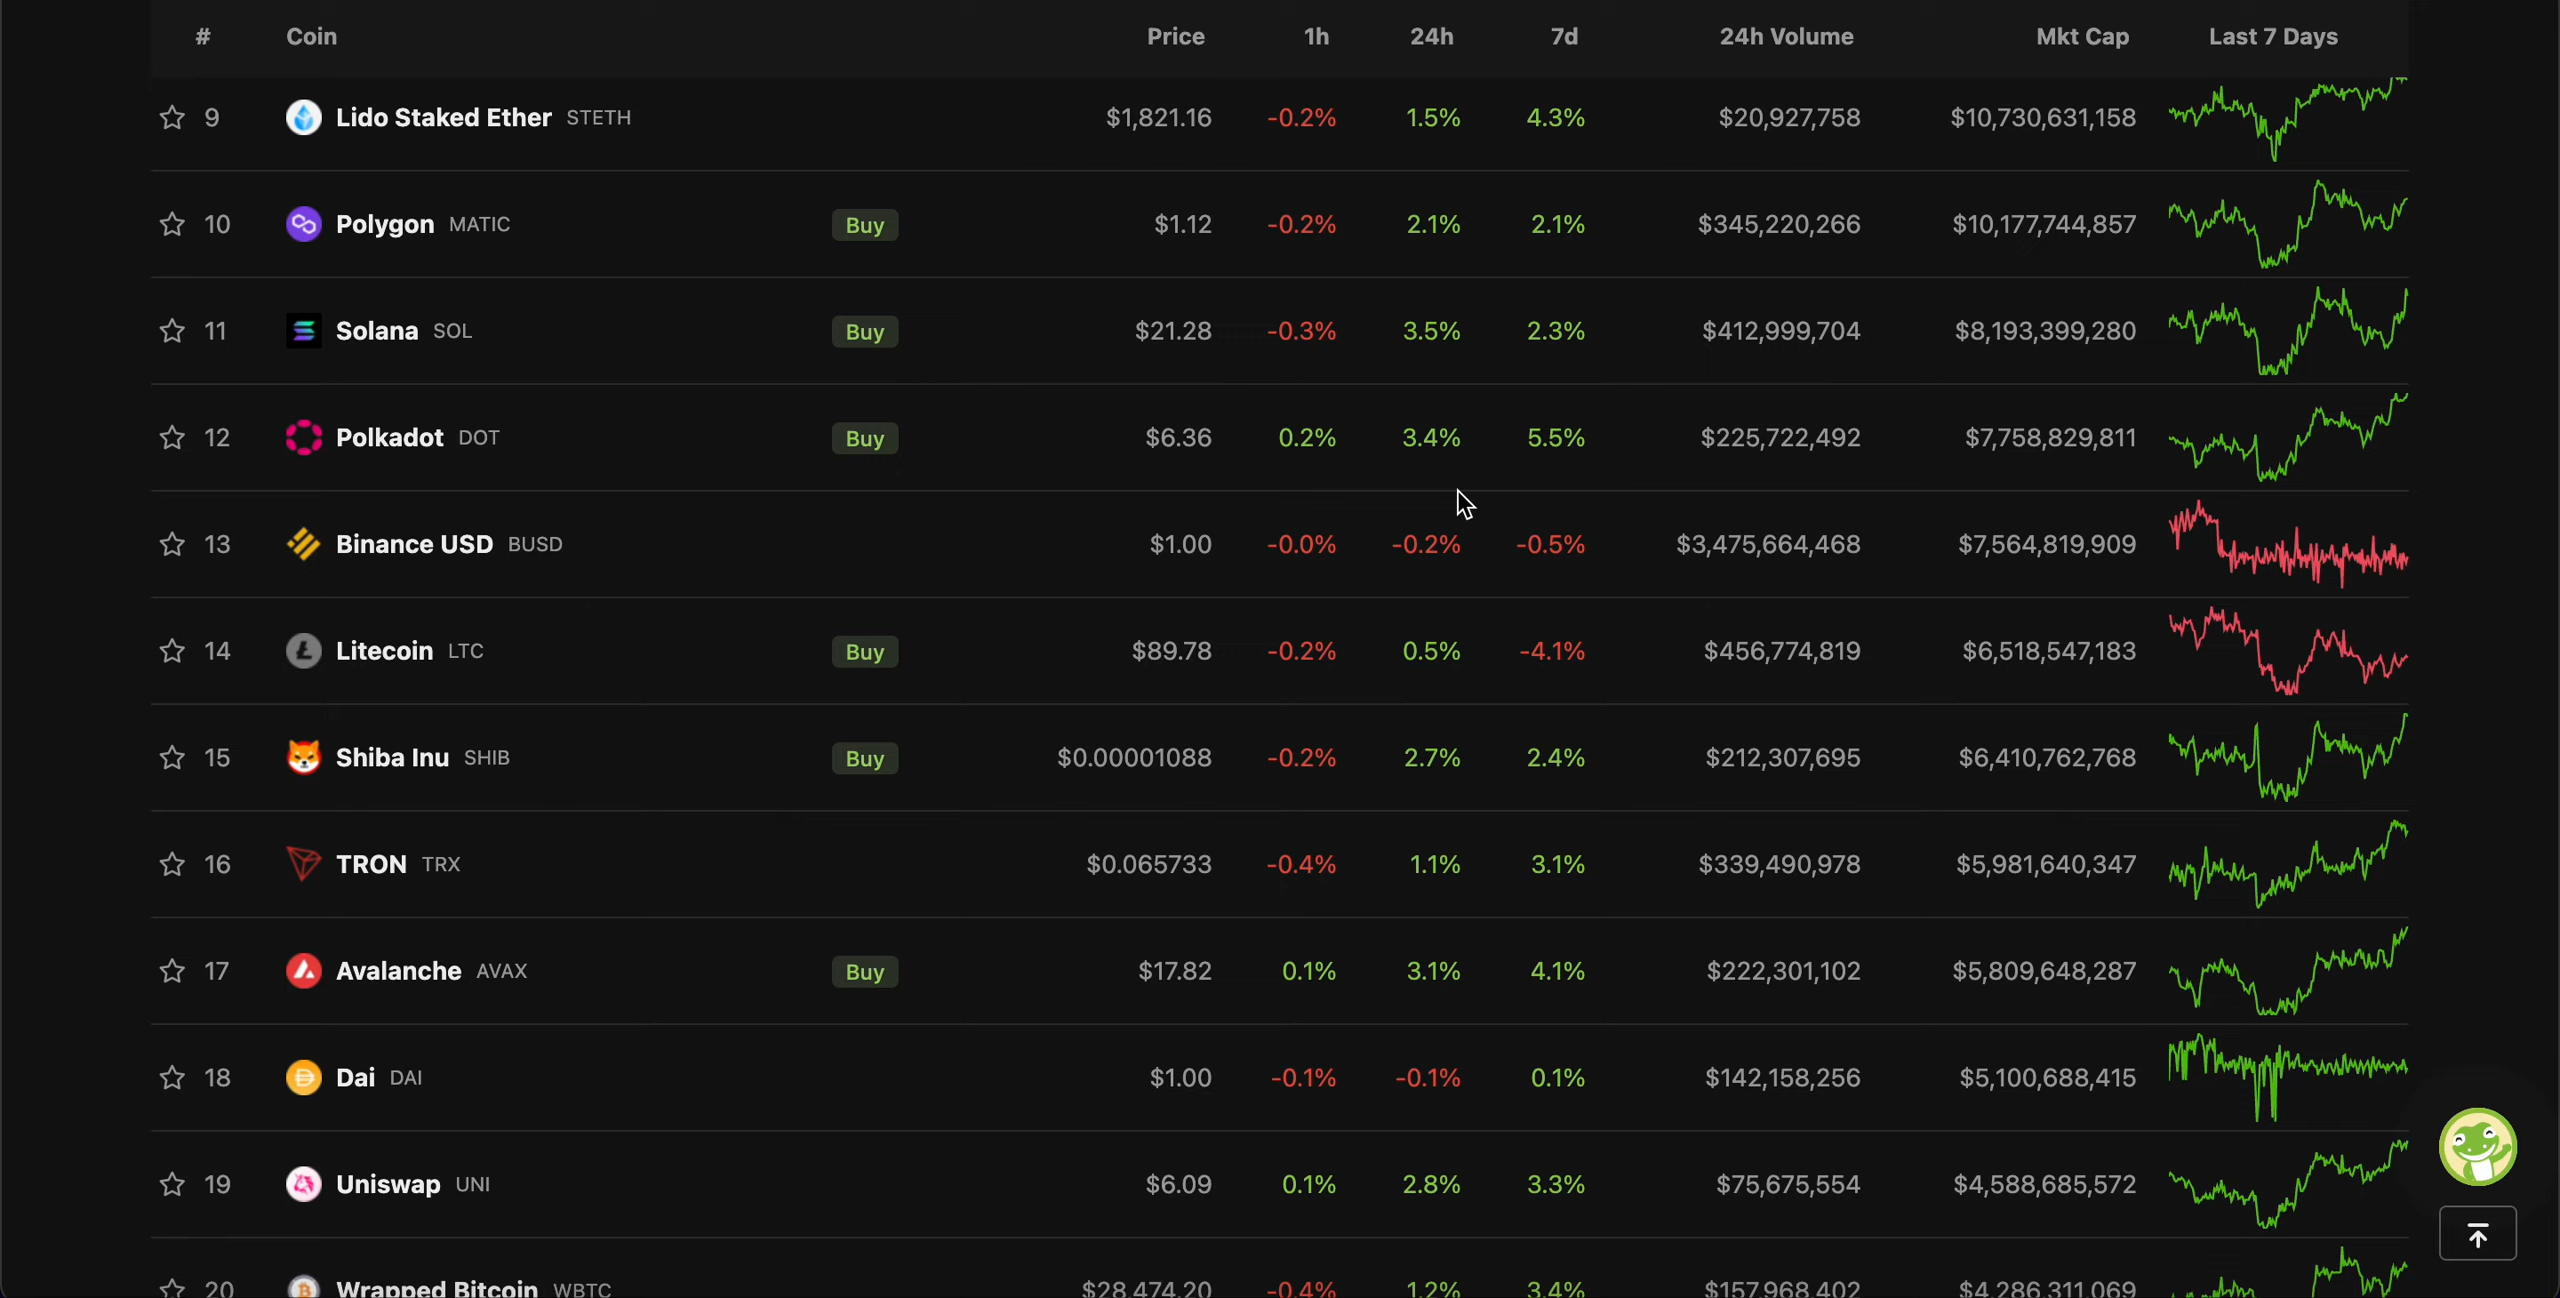 # Coin Price 1h 24h 7d 24h Volume Mkt Cap Last 7 Days
9 Lido Staked Ether STETH $1,821.16 -0.2% 1.5% 4.3% $20,927,758 $10,730,631,158
10 Polygon MATIC Buy $1.12 -0.2% 2.1% 2.1% $345,220,266 $10,177,744,857
11 Solana SOL Buy $21.28 -0.3% 3.5% 2.3% $412,999,704 $8,193,399,280
12 Polkadot DOT Buy $6.36 0.2% 3.4% 5.5% $225,722,492 $7,758,829,811
13 Binance USD BUSD $1.00 -0.0% -0.2% -0.5% $3,475,664,468 $7,564,819,909
14 Litecoin LTC Buy $89.78 -0.2% 0.5% -4.1% $456,774,819 $6,518,547,183
15 Shiba Inu SHIB Buy $0.00001088 -0.2% 2.7% 2.4% $212,307,695 $6,410,762,768
16 TRON TRX $0.065733 -0.4% 1.1% 3.1% $339,490,978 $5,981,640,347
17 Avalanche AVAX Buy $17.82 0.1% 3.1% 4.1% $222,301,102 $5,809,648,287
18 Dai DAI $1.00 -0.1% -0.1% 0.1% $142,158,256 $5,100,688,415
19 Uniswap UNI $6.09 0.1% 2.8% 3.3% $75,675,554 $4,588,685,572
20 Wrapped Bitcoin WBTC $28,474.20 -0.4% 1.2% 3.4% $157,968,402 $4,286,311,069